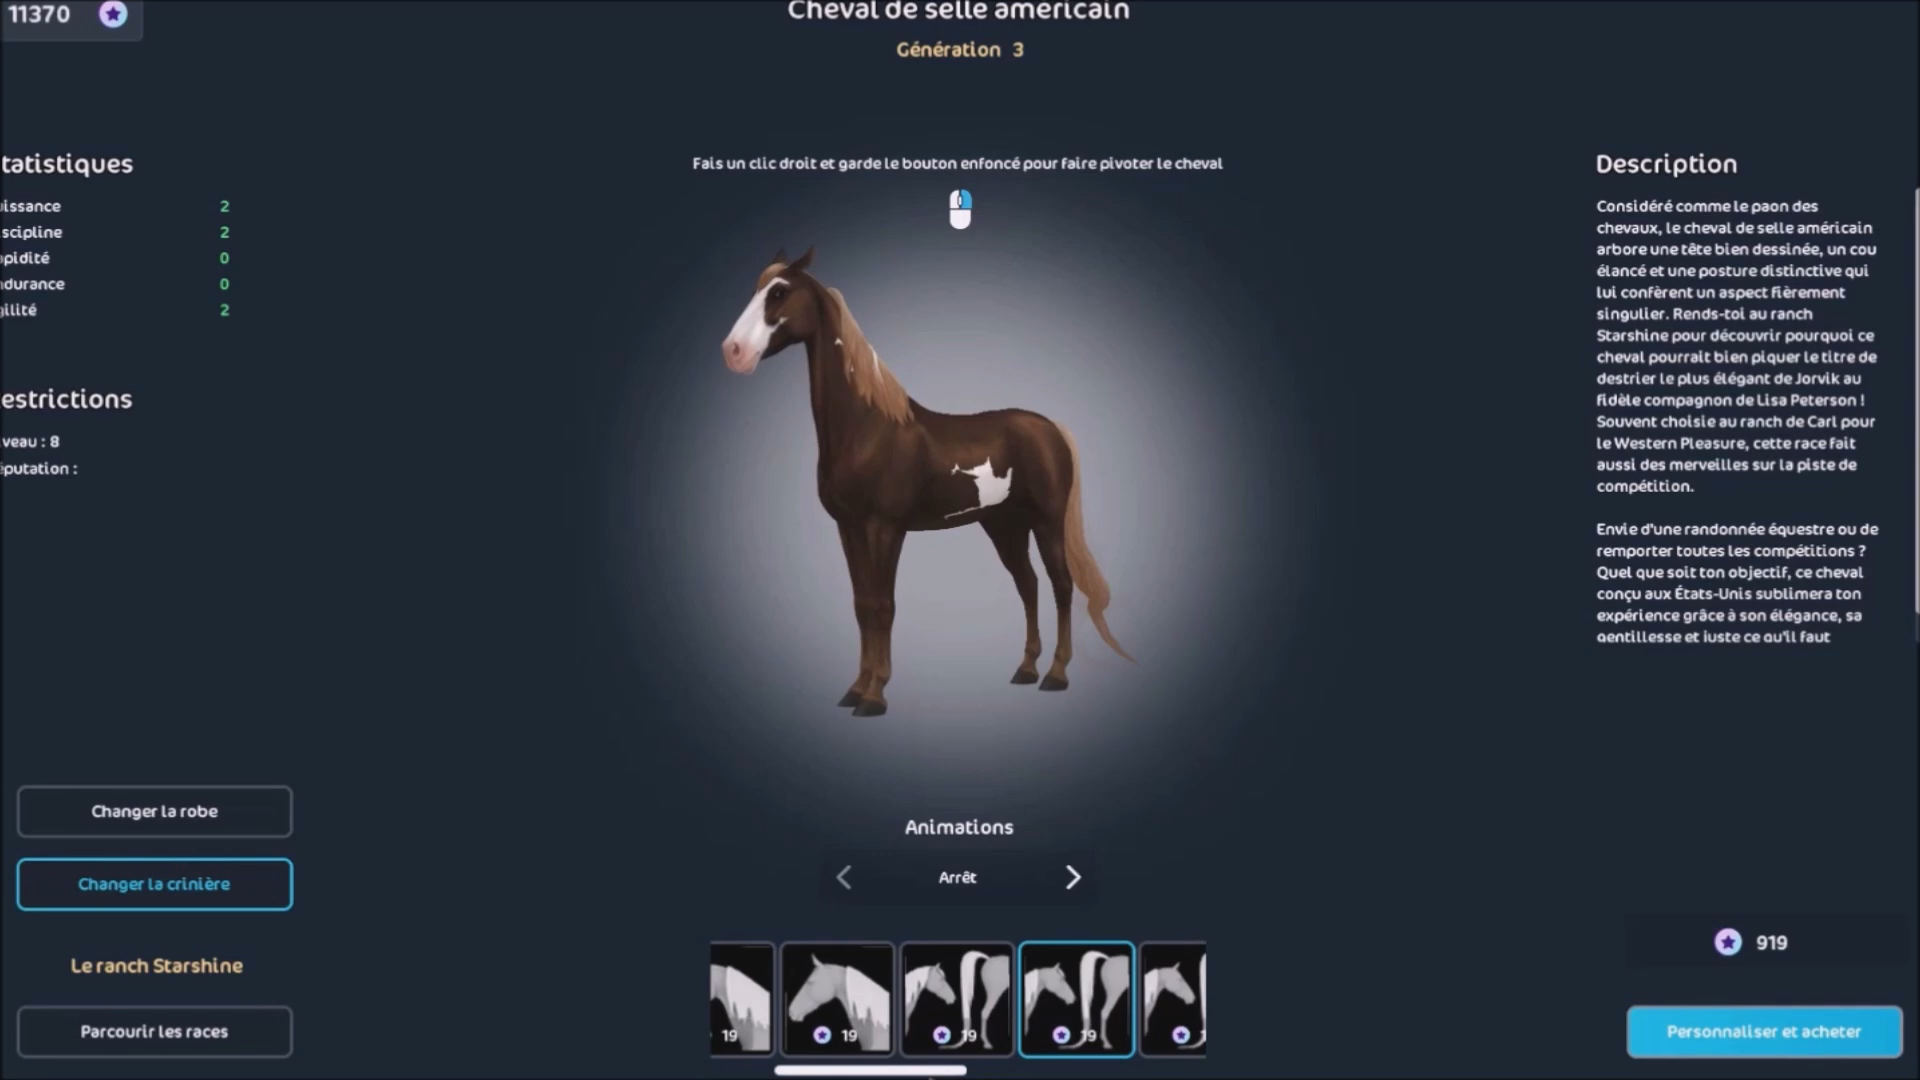 11370
Cheval de selle américain
Génération 3
tatistiques
issance 2
scipline 2
pidité 0
ndurance 0
ilité 2
estrictions
veau : 8
éputation :
Fais un clic droit et garde le bouton enfoncé pour faire pivoter le cheval
Description
Considéré comme le paon des
chevaux, le cheval de selle américain
arbore une tête bien dessinée, un cou
élancé et une posture distinctive qui
lui confèrent un aspect fièrement
singulier. Rends-toi au ranch
Starshine pour découvrir pourquoi ce
cheval pourrait bien piquer le titre de
destrier le plus élégant de Jorvik au
fidèle compagnon de Lisa Peterson !
Souvent choisie au ranch de Carl pour
le Western Pleasure, cette race fait
aussi des merveilles sur la piste de
compétition.
Envie d'une randonnée équestre ou de
remporter toutes les compétitions ?
Quel que soit ton objectif, ce cheval
conçu aux États-Unis sublimera ton
expérience grâce à son élégance, sa
gentillesse et juste ce qu'il faut
Changer la robe
Changer la crinière
Le ranch Starshine
Parcourir les races
Animations
Arrêt
19
19
19
19
919
Personnaliser et acheter